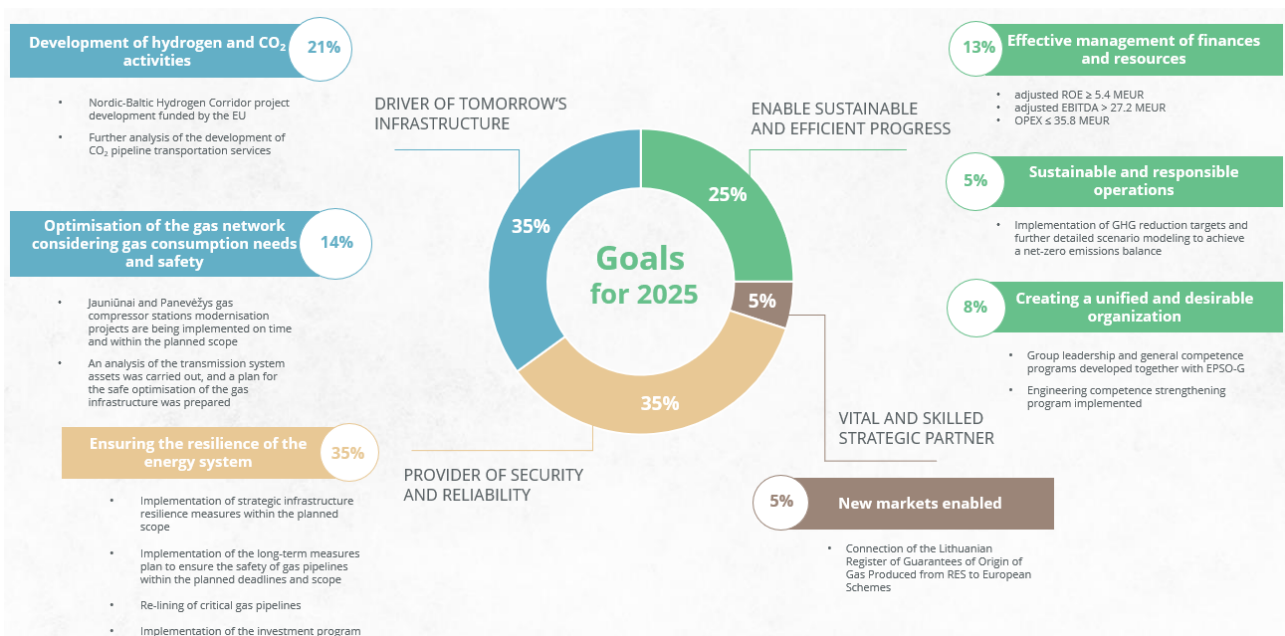 Development of hydrogen and CO₂
activities
21%
• Nordic-Baltic Hydrogen Corridor project
development funded by the EU
• Further analysis of the development of
CO₂ pipeline transportation services
Optimisation of the gas network
considering gas consumption needs
and safety
14%
• Jauniūnai and Panevėžys gas
compressor stations modernisation
projects are being implemented on time
and within the planned scope
• An analysis of the transmission system
assets was carried out, and a plan for
the safe optimisation of the gas
infrastructure was prepared
Ensuring the resilience of the
energy system
35%
• Implementation of strategic infrastructure
resilience measures within the planned
scope
• Implementation of the long-term measures
plan to ensure the safety of gas pipelines
within the planned deadlines and scope
• Re-lining of critical gas pipelines
• Implementation of the investment program
DRIVER OF TOMORROW'S
INFRASTRUCTURE
ENABLE SUSTAINABLE
AND EFFICIENT PROGRESS
35%
25%
Goals
for 2025
5%
35%
PROVIDER OF SECURITY
AND RELIABILITY
VITAL AND SKILLED
STRATEGIC PARTNER
13%
Effective management of finances
and resources
• adjusted ROE ≥ 5.4 MEUR
• adjusted EBITDA > 27.2 MEUR
• OPEX ≤ 35.8 MEUR
5%
Sustainable and responsible
operations
• Implementation of GHG reduction targets and
further detailed scenario modeling to achieve
a net-zero emissions balance
8%
Creating a unified and desirable
organization
• Group leadership and general competence
programs developed together with EPSO-G
• Engineering competence strengthening
program implemented
5%
New markets enabled
• Connection of the Lithuanian
Register of Guarantees of Origin of
Gas Produced from RES to European
Schemes